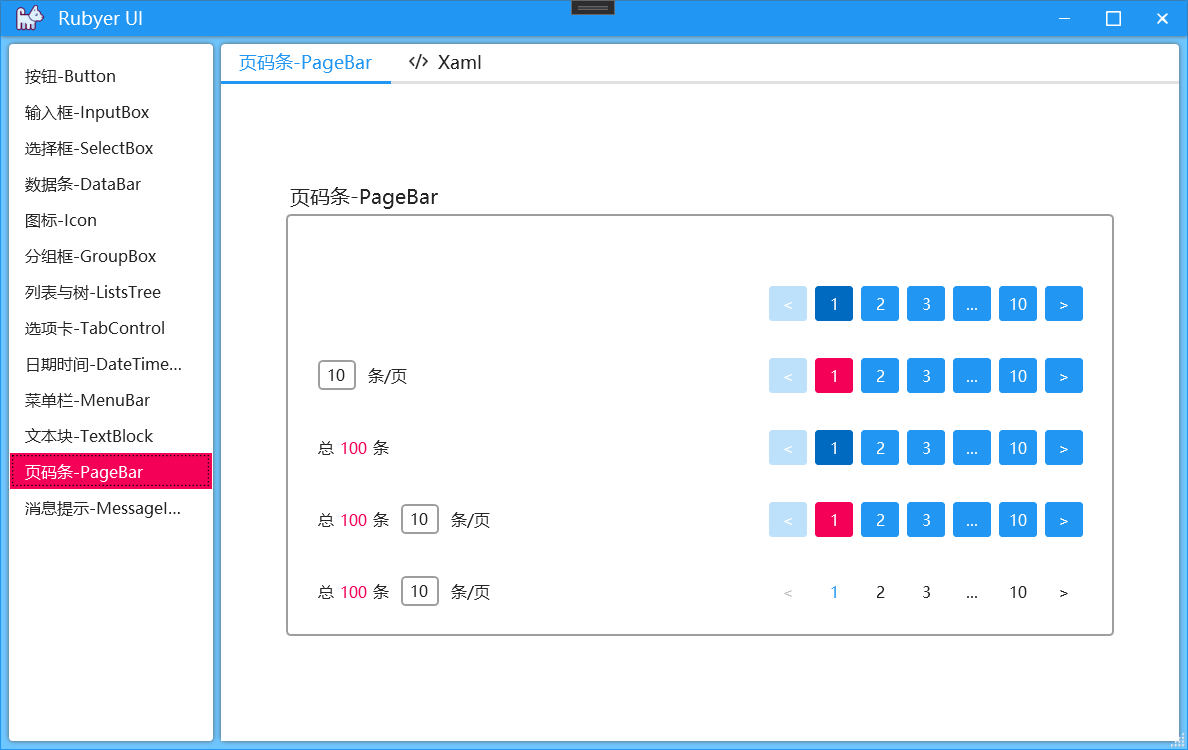 Rubyer UI
按钮-Button
输入框-InputBox
选择框-SelectBox
数据条-DataBar
图标-Icon
分组框-GroupBox
列表与树-ListsTree
选项卡-TabControl
日期时间-DateTime...
菜单栏-MenuBar
文本块-TextBlock
页码条-PageBar
消息提示-MessageI...
页码条-PageBar </> Xaml
页码条-PageBar
< 1 2 3 ... 10 >
10 条/页 < 1 2 3 ... 10 >
总 100 条 < 1 2 3 ... 10 >
总 100 条 10 条/页 < 1 2 3 ... 10 >
总 100 条 10 条/页 < 1 2 3 ... 10 >